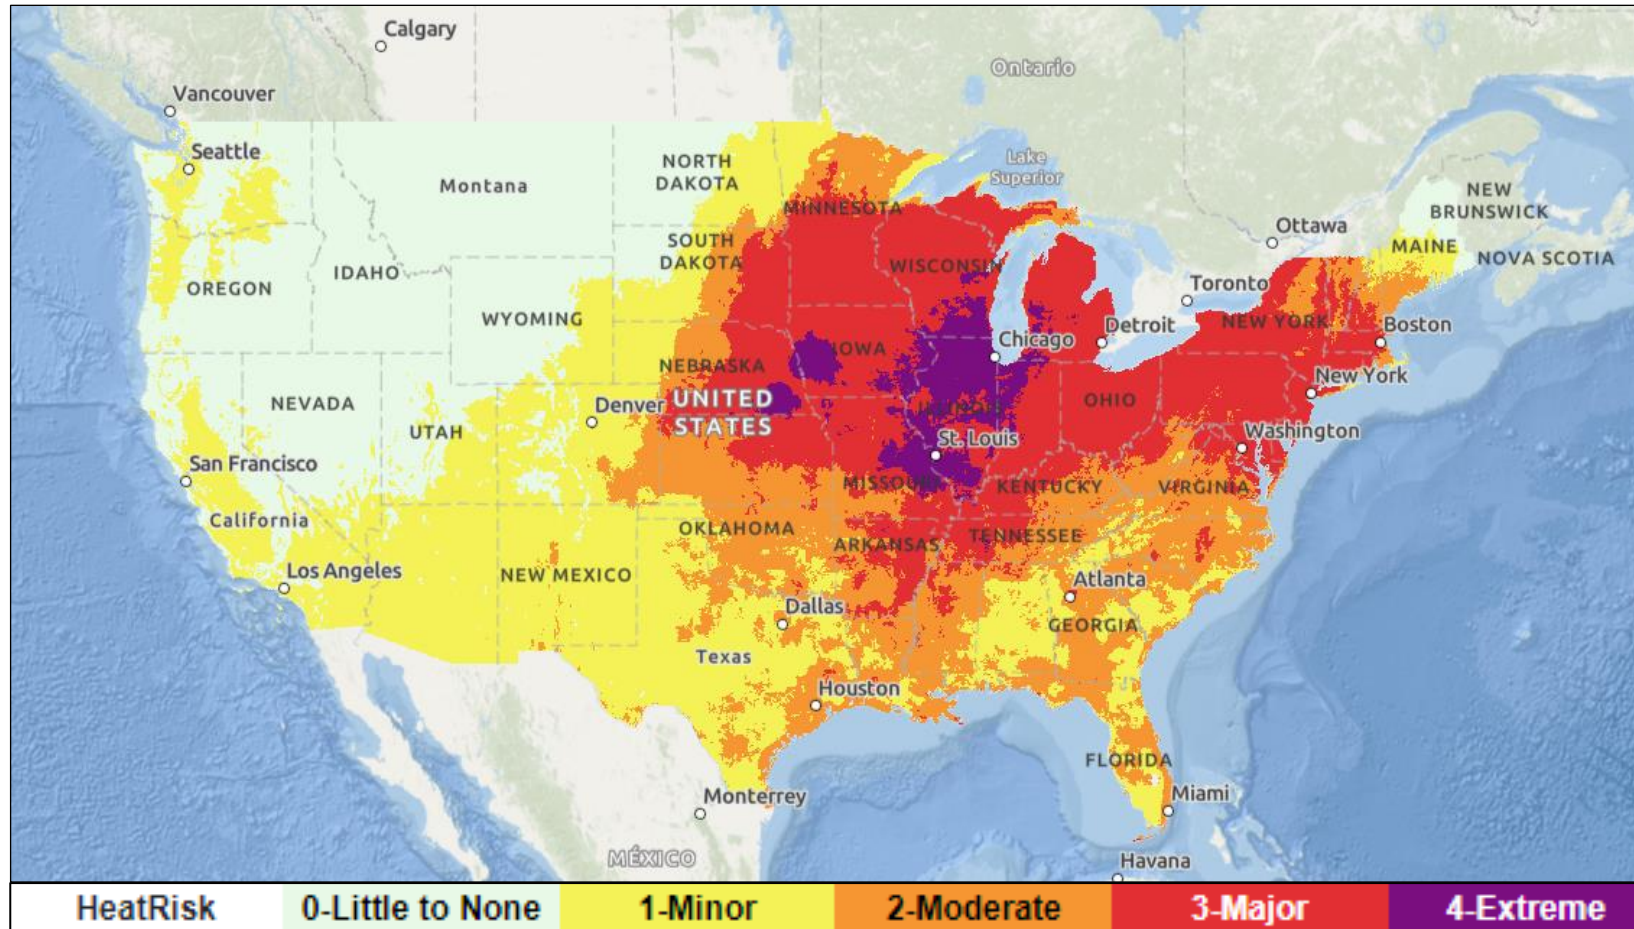 Calgary
Ontario
Vancouver
Seattle
NORTH
DAKOTA
Montana
Lake
Superior
NEW
BRUNSWICK
MINNESOTA
Ottawa
MAINE
NOVA SCOTIA
SOUTH
DAKOTA
WISCONSIN
IDAHO
OREGON
Toronto
WYOMING
NEW YORK
Detroit
Boston
Chicago
IOWA
NEBRASKA
New York
UNITED
STATES
Denver
NEVADA
OHIO
ILLINOIS
UTAH
St. Louis
Washington
San Francisco
MISSOURI
KENTUCKY
VIRGINIA
California
OKLAHOMA
ARKANSAS
TENNESSEE
Los Angeles
NEW MEXICO
Atlanta
Dallas
GEORGIA
Texas
Houston
FLORIDA
Miami
Monterrey
MÉXICO
Havana
HeatRisk 0-Little to None 1-Minor 2-Moderate 3-Major 4-Extreme